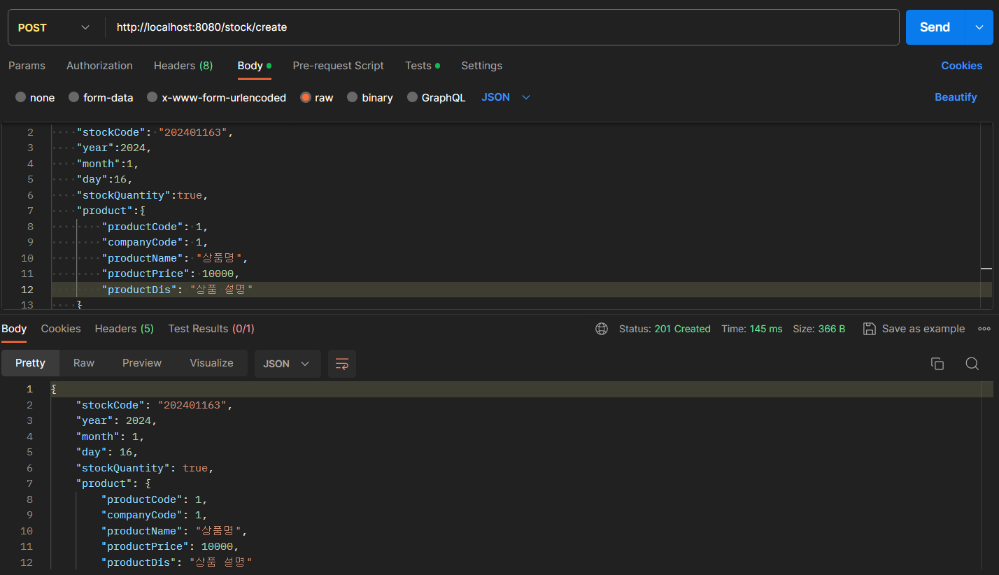 POST http://localhost:8080/stock/create Send
Params Authorization Headers (8) Body Pre-request Script Tests Settings Cookies
none form-data x-www-form-urlencoded raw binary GraphQL JSON Beautify
2 "stockCode": "202401163",
3 "year":2024,
4 "month":1,
5 "day":16,
6 "stockQuantity":true,
7 "product":{
8 "productCode": 1,
9 "companyCode": 1,
10 "productName": "상품명",
11 "productPrice": 10000,
12 "productDis": "상품 설명"
13 }
Body Cookies Headers (5) Test Results (0/1) Status: 201 Created Time: 145 ms Size: 366 B Save as example
Pretty Raw Preview Visualize JSON
1 {
2 "stockCode": "202401163",
3 "year": 2024,
4 "month": 1,
5 "day": 16,
6 "stockQuantity": true,
7 "product": {
8 "productCode": 1,
9 "companyCode": 1,
10 "productName": "상품명",
11 "productPrice": 10000,
12 "productDis": "상품 설명"